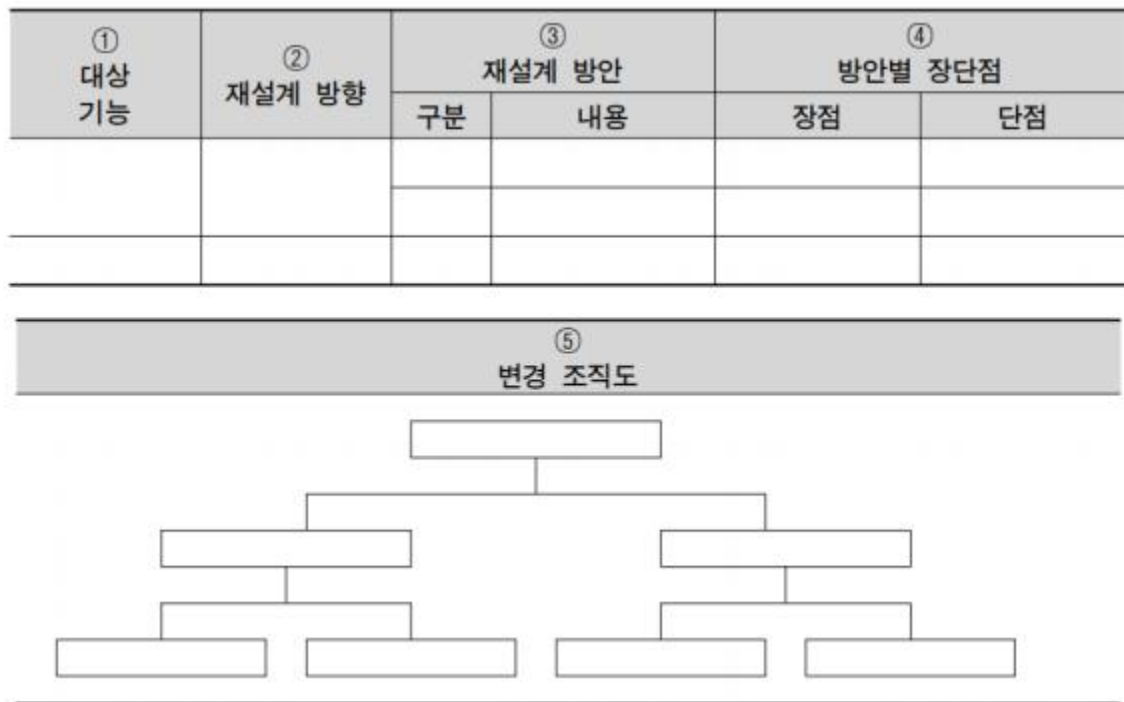 ①
대상
기능
②
재설계 방향
③
재설계 방안
④
방안별 장단점
구분
내용
장점
단점
⑤
변경 조직도